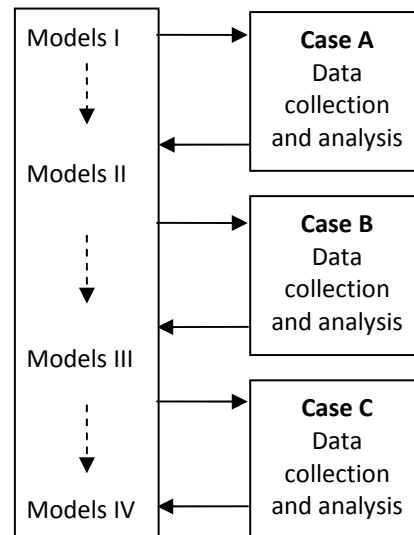 Models I
Case A
Data
collection
and analysis
Models II
Case B
Data
collection
and analysis
Models III
Case C
Data
collection
and analysis
Models IV